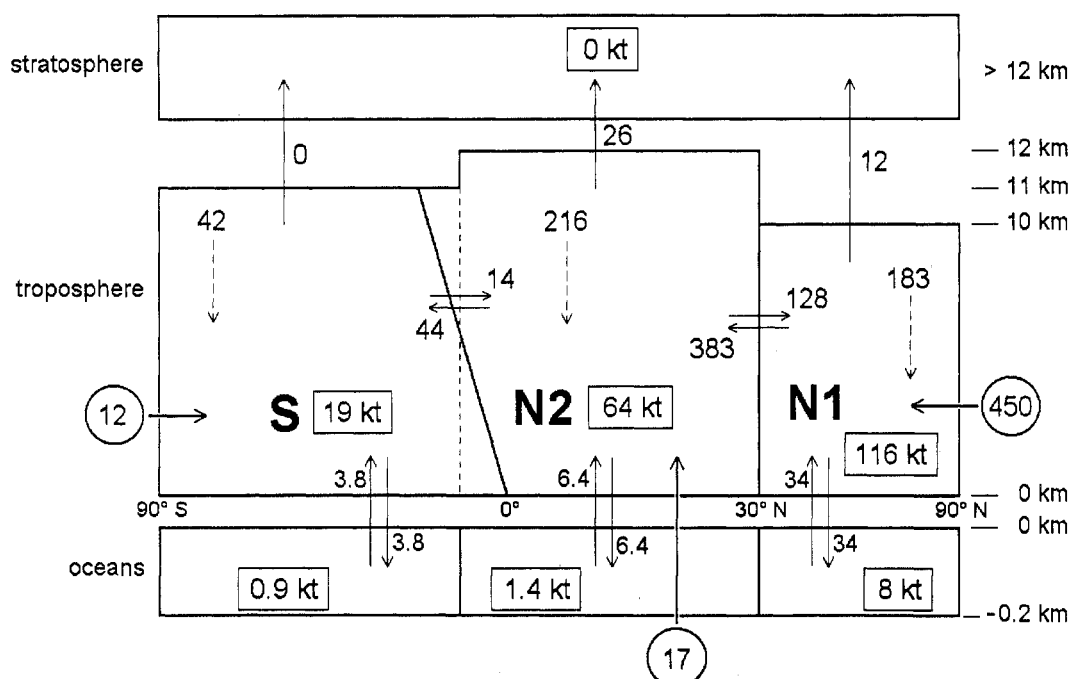 0 kt
stratosphere
> 12 km
0
26
12
12 km
11 km
10 km
42
216
183
troposphere
14
128
44
383
12
S
19 kt
N2
64 kt
N1
450
116 kt
3.8
6.4
34
90° S
0°
30° N
90° N
0 km
0 km
3.8
6.4
34
oceans
0.9 kt
1.4 kt
8 kt
-0.2 km
17